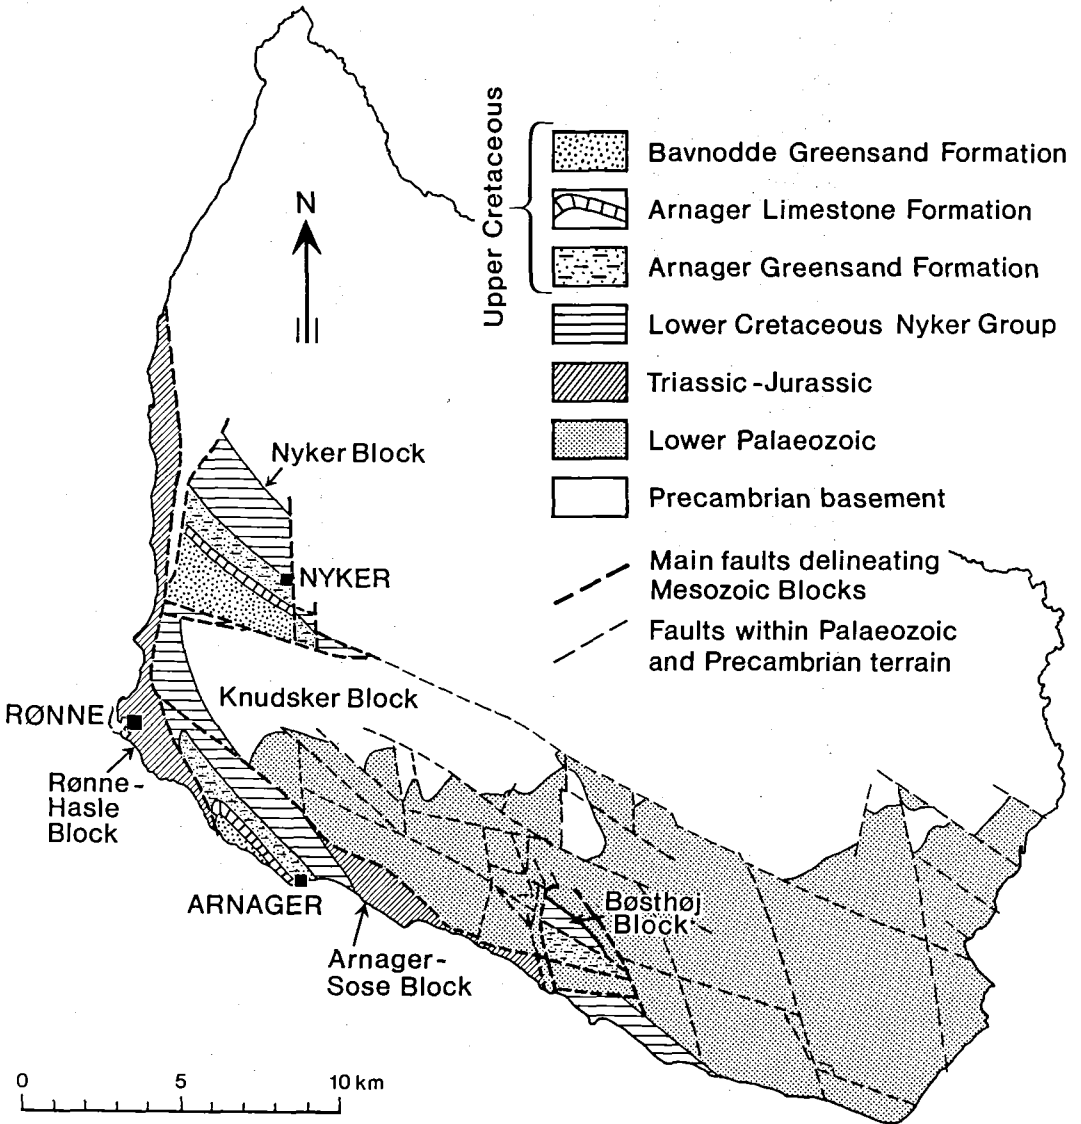 N
Upper Cretaceous
Bavnodde Greensand Formation
Arnager Limestone Formation
Arnager Greensand Formation
Lower Cretaceous Nyker Group
Triassic-Jurassic
Lower Palaeozoic
Precambrian basement
Main faults delineating
Mesozoic Blocks
Faults within Palaeozoic
and Precambrian terrain
Nyker Block
NYKER
Knudsker Block
RØNNE
Rønne-
Hasle
Block
ARNAGER
Arnager-
Sose Block
Bøsthøj
Block
0 5 10 km